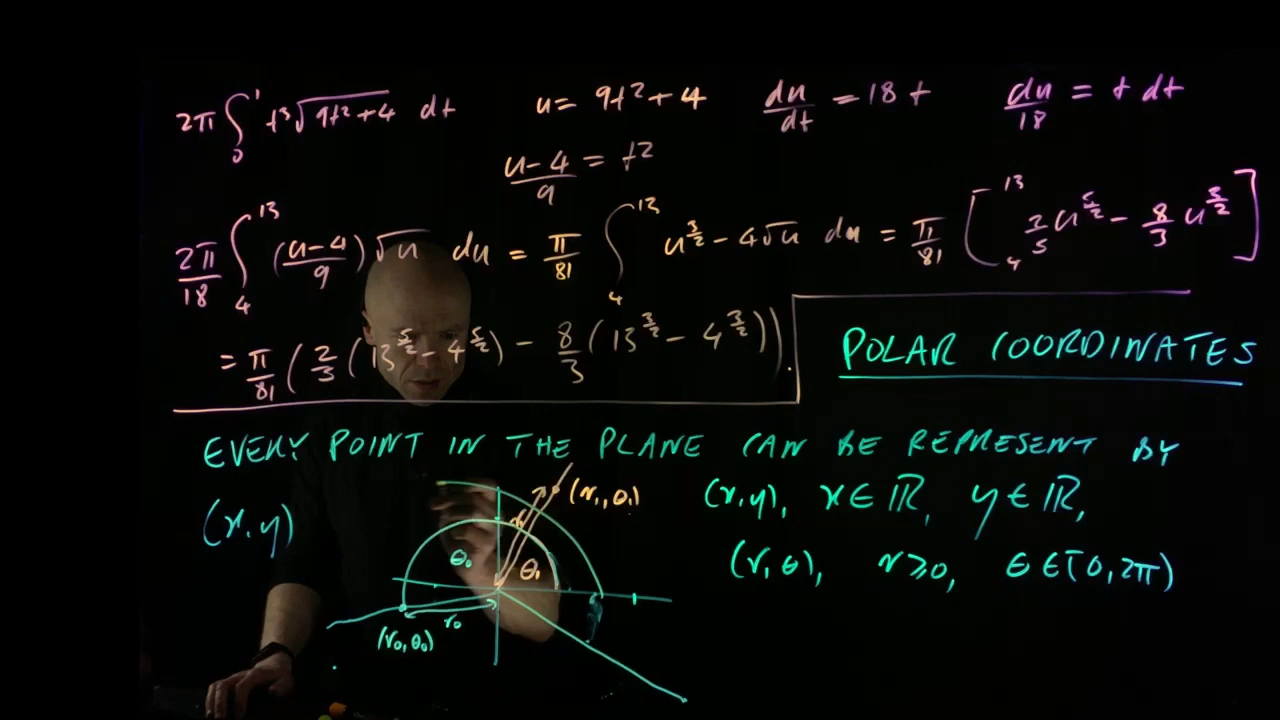 2π ∫₀¹ t³√(9t²+4) dt    u = 9t²+4    du/dt = 18t    du/18 = t dt
(u-4)/9 = t²
2π/18 ∫₄¹³ ((u-4)/9)√u du = π/81 ∫₄¹³ u^(3/2) - 4√u du = π/81 [₄¹³ 2/5 u^(5/2) - 8/3 u^(3/2)]
= π/81 (2/5 (13^(5/2) - 4^(5/2)) - 8/3 (13^(3/2) - 4^(3/2))).
POLAR COORDINATES
EVERY POINT IN THE PLANE CAN BE REPRESENT BY
(x,y)
(r₁,θ₁)
(x,y), x∈ℝ, y∈ℝ,
θ₀
θ₁
(r,θ), r≥0, θ∈[0,2π)
r₀
(r₀,θ₀)